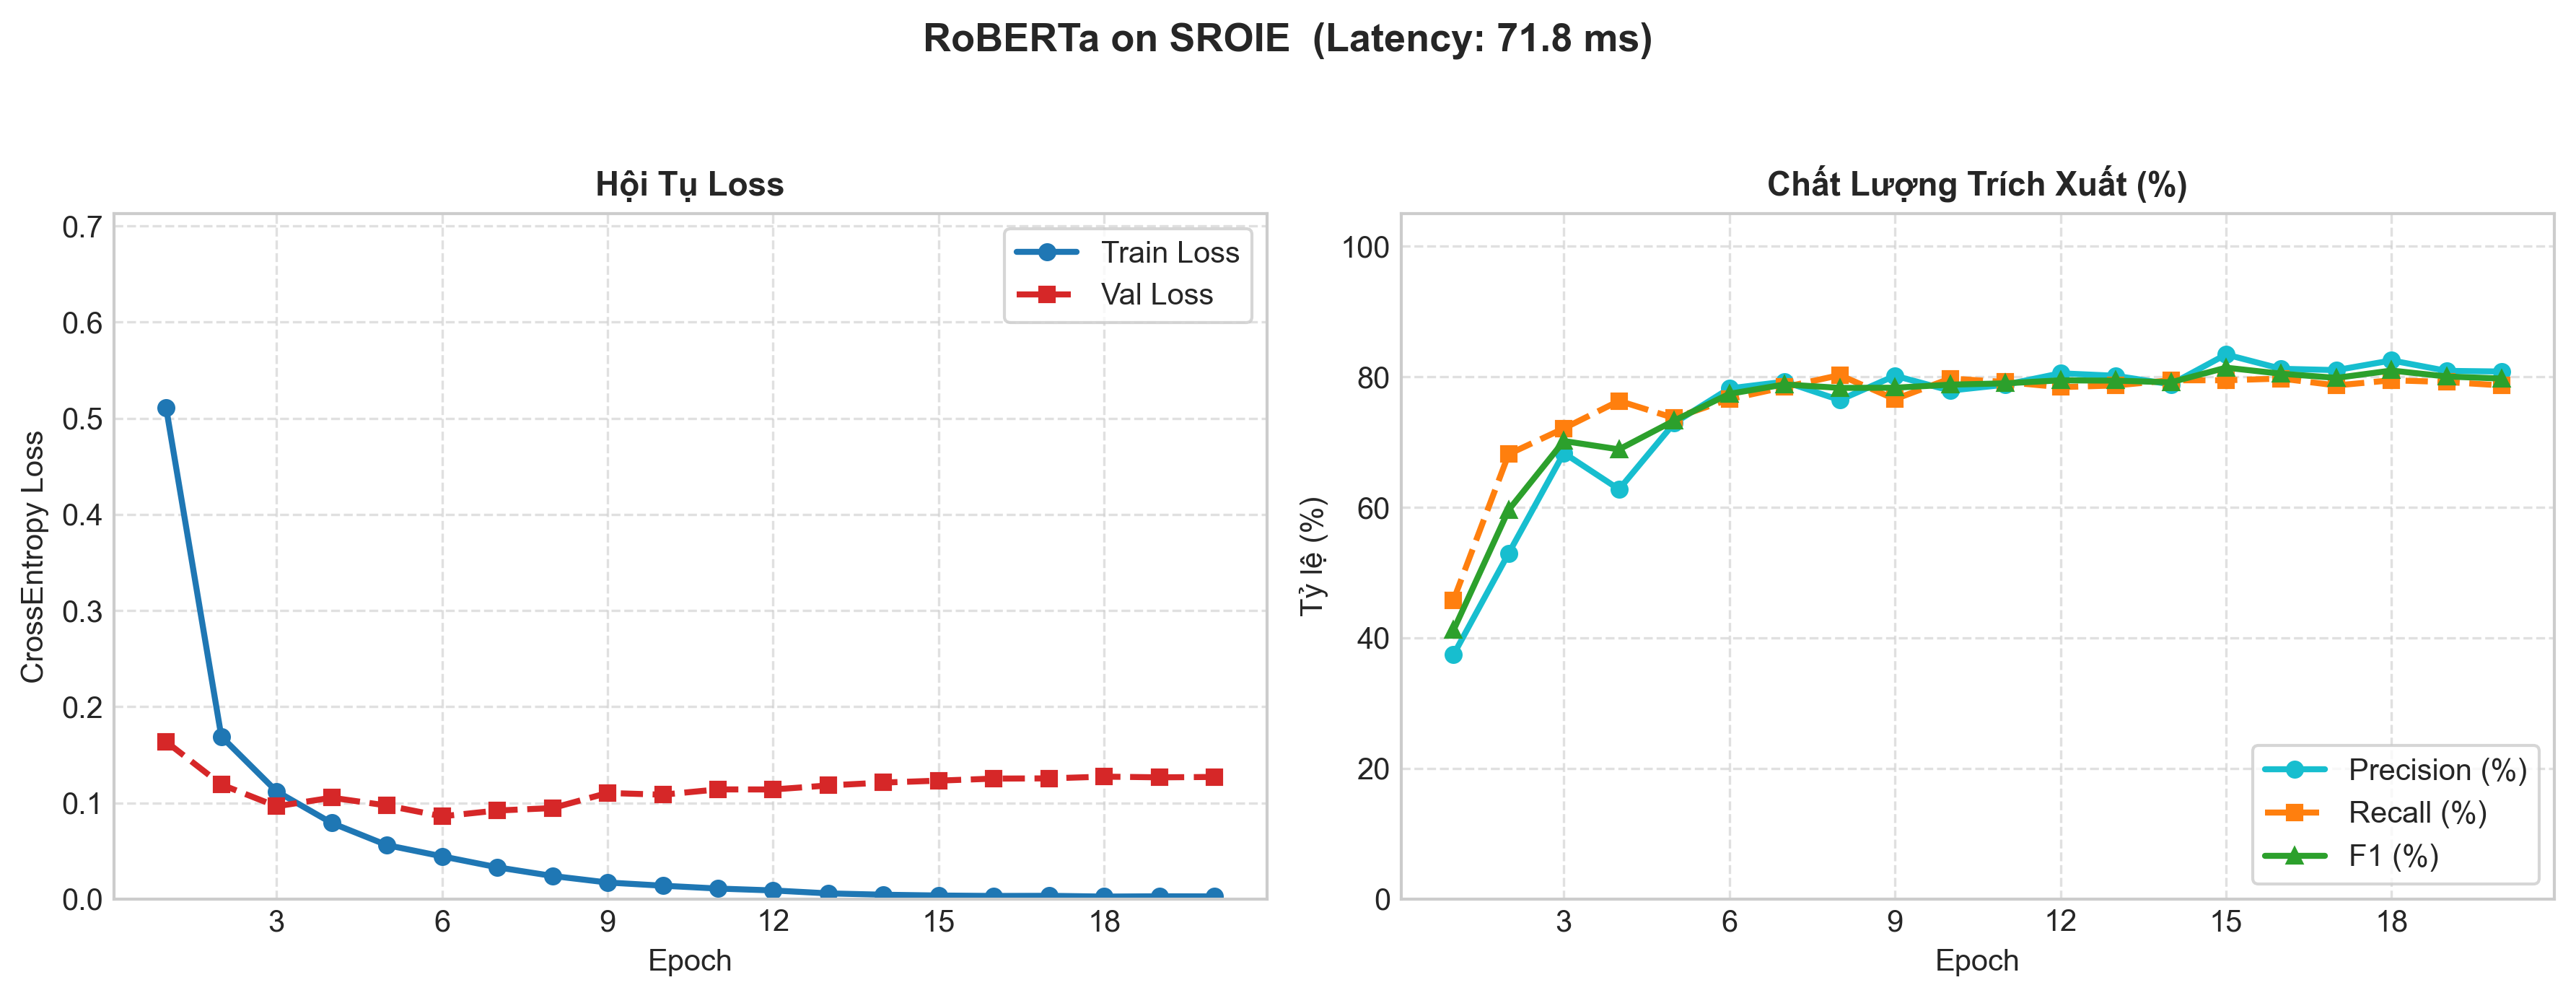 RoBERTa on SROIE (Latency: 71.8 ms)
Hội Tụ Loss
0.7
0.6
0.5
0.4
0.3
0.2
0.1
0.0
CrossEntropy Loss
Train Loss
Val Loss
3 6 9 12 15 18
Epoch
Chất Lượng Trích Xuất (%)
100
80
60
40
20
0
Tỷ lệ (%)
Precision (%)
Recall (%)
F1 (%)
3 6 9 12 15 18
Epoch